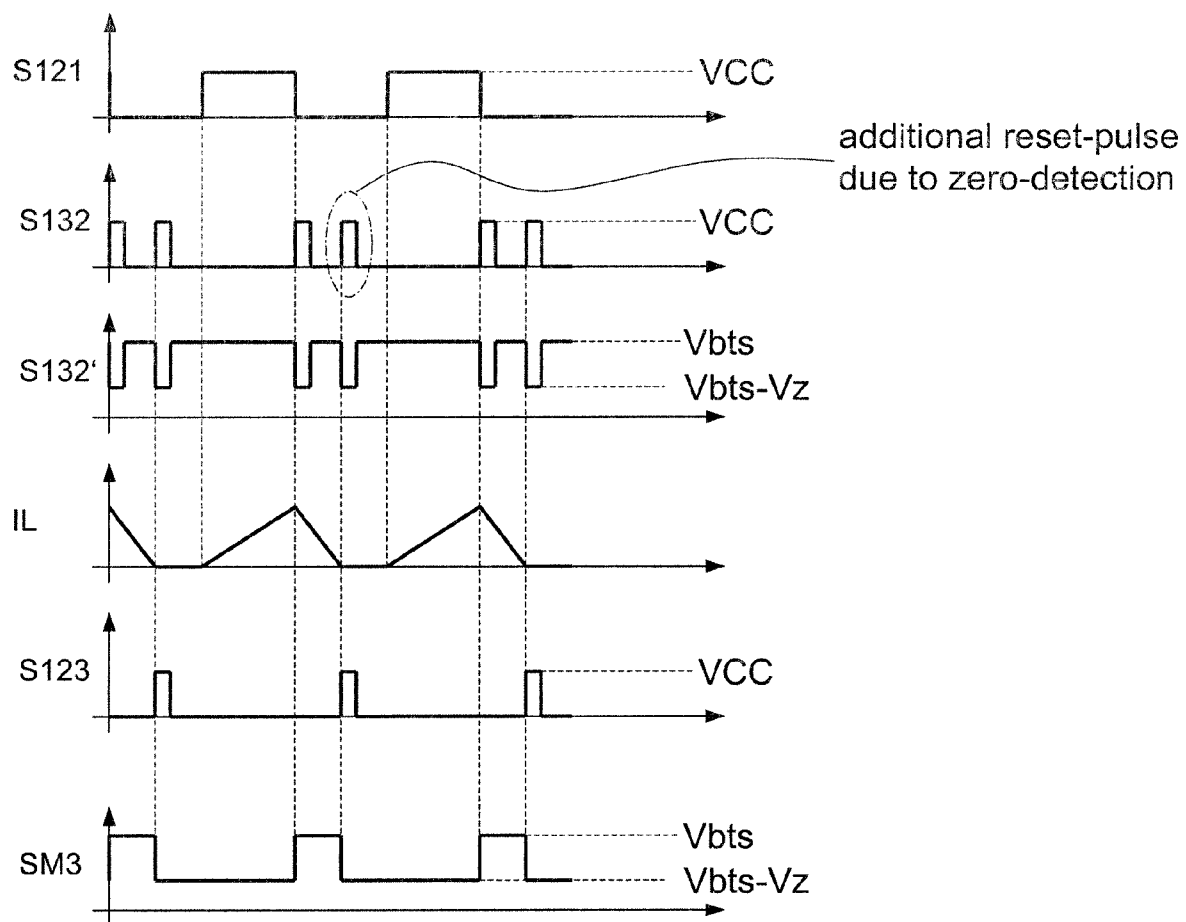 S121
VCC
additional reset-pulse
due to zero-detection
S132
VCC
S132‘
Vbts
Vbts-Vz
IL
S123
VCC
SM3
Vbts
Vbts-Vz